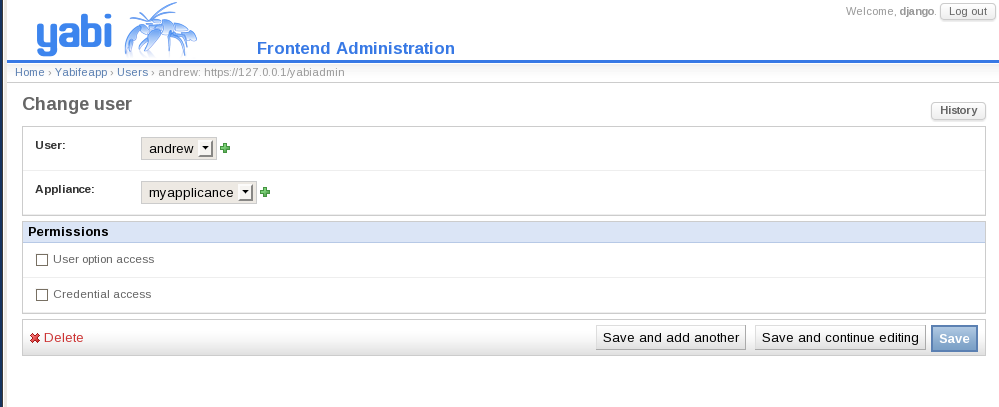 Welcome, django. Log out
yabi
Frontend Administration
Home › Yabifeapp › Users › andrew: https://127.0.0.1/yabiadmin
Change user
History
User: andrew
Appliance: myapplicance
Permissions
User option access
Credential access
Delete Save and add another Save and continue editing Save